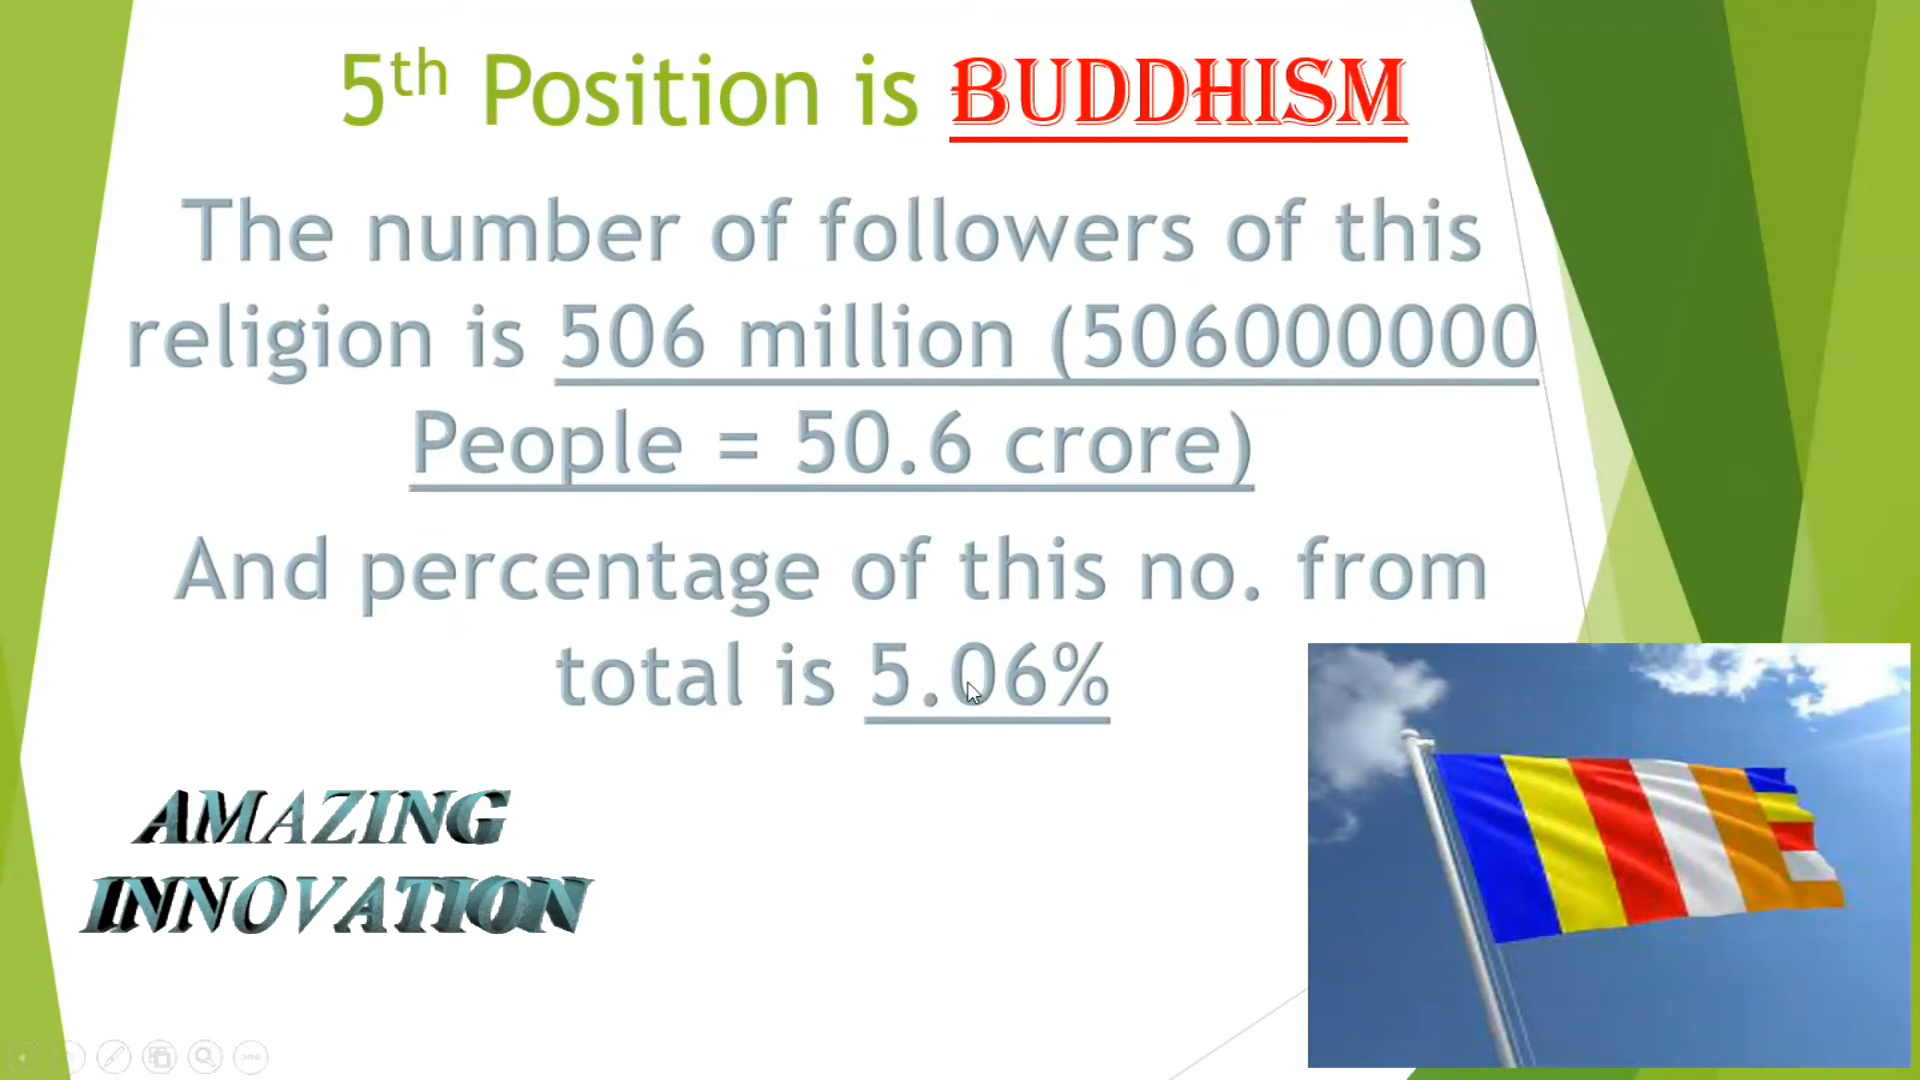 5th Position is BUDDHISM
The number of followers of this
religion is 506 million (506000000
People = 50.6 crore)
And percentage of this no. from
total is 5.06%
AMAZING
INNOVATION